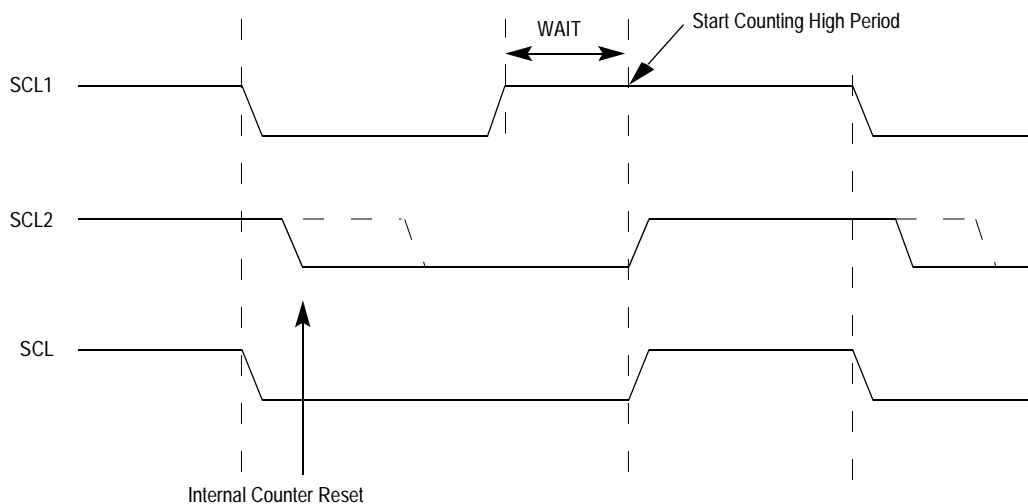 WAIT
Start Counting High Period
SCL1
SCL2
SCL
Internal Counter Reset